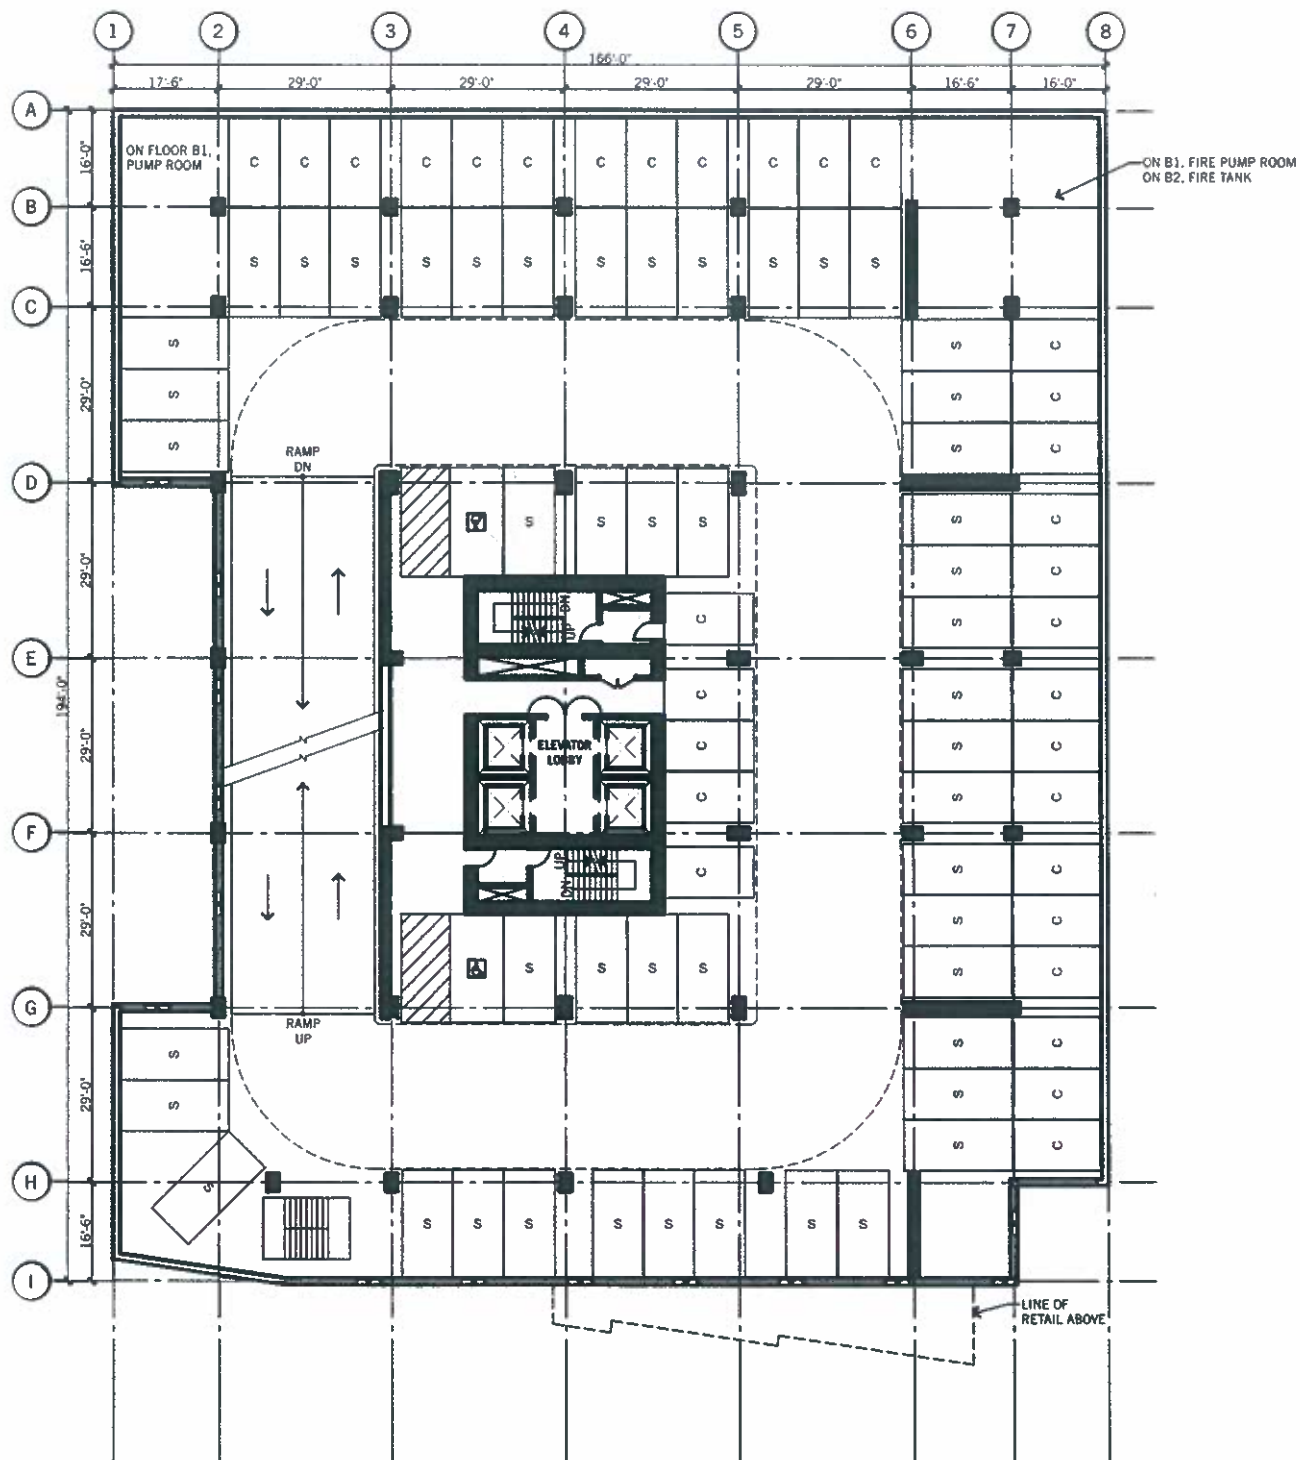 1 2 3 4 5 6 7 8
166'-0"
17'-6" 29'-0" 29'-0" 29'-0" 29'-0" 16'-6" 16'-0"
A
16'-0"
ON FLOOR B1,
PUMP ROOM
C C C C C C C C C C C C
ON B1, FIRE PUMP ROOM
ON B2, FIRE TANK
B
16'-6"
S S S S S S S S S S S S
C
S S C
29'-0"
S S C
S S C
RAMP
DN
D
S S S S S C
29'-0"
S C
DN
UP
C S C
E
194'-0"
C S C
29'-0"
ELEVATOR
LOBBY
C S C
C S C
F
UP
DN
C S C
29'-0"
S C
S S S S S C
G
RAMP
UP
S S C
29'-0"
S S C
S C
H
S
16'-6"
S S S S S S S S
I
LINE OF
RETAIL ABOVE